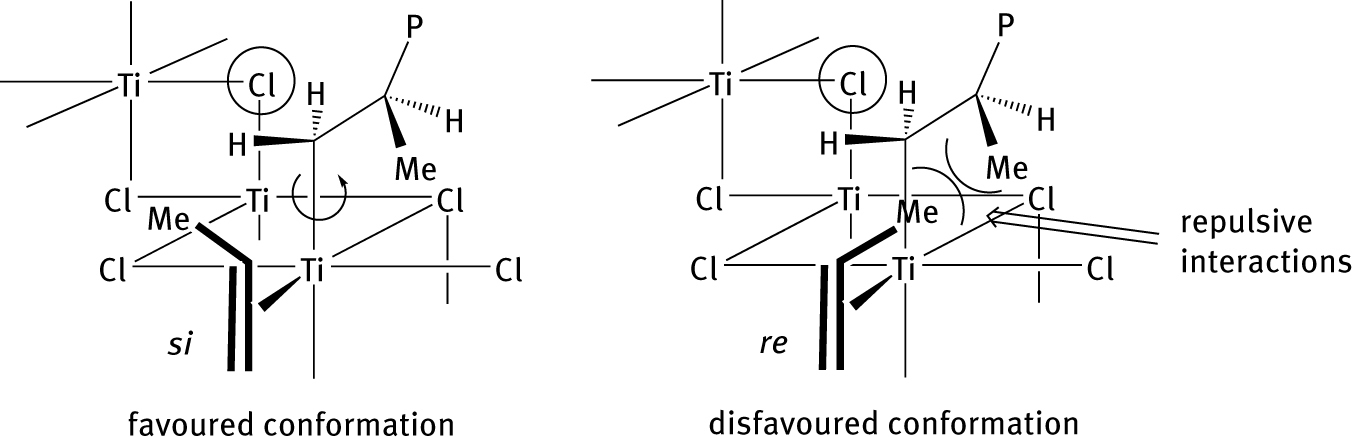 P
Ti Cl H
H H
Me
Cl Ti Cl
Me
Cl Ti Cl
si
favoured conformation
P
Ti Cl H
H H
Me
Cl Ti Cl
Me
Cl Ti Cl
re
disfavoured conformation
repulsive
interactions